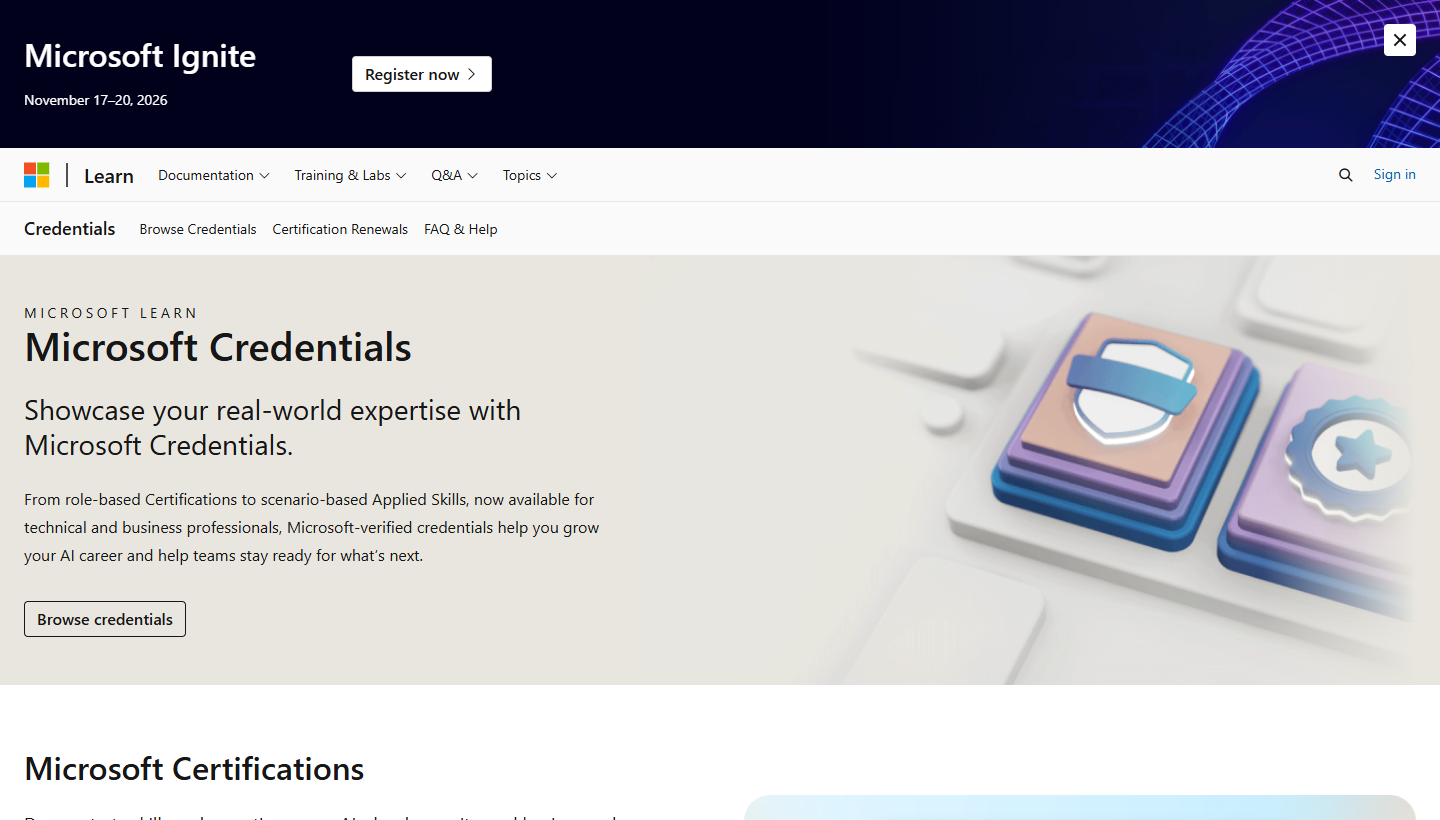 Microsoft Ignite
November 17–20, 2026
Register now
Learn
Documentation
Training & Labs
Q&A
Topics
Sign in
Credentials
Browse Credentials
Certification Renewals
FAQ & Help
MICROSOFT LEARN
Microsoft Credentials
Showcase your real-world expertise with
Microsoft Credentials.
From role-based Certifications to scenario-based Applied Skills, now available for
technical and business professionals, Microsoft-verified credentials help you grow
your AI career and help teams stay ready for what’s next.
Browse credentials
Microsoft Certifications